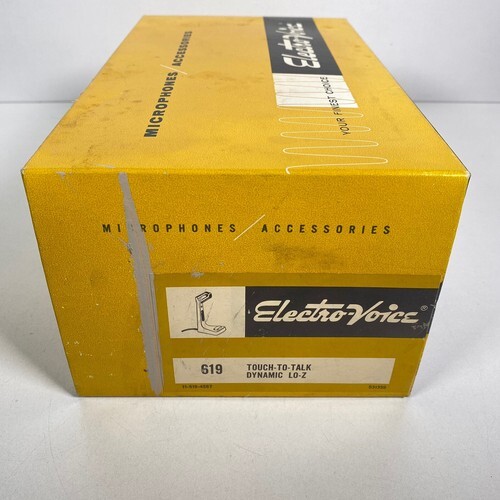 MICROPHONES / ACCESSORIES
Electro-Voice
YOUR FINEST CHOICE
MICROPHONES / ACCESSORIES
Electro-Voice®
619 TOUCH-TO-TALK
DYNAMIC LO-Z